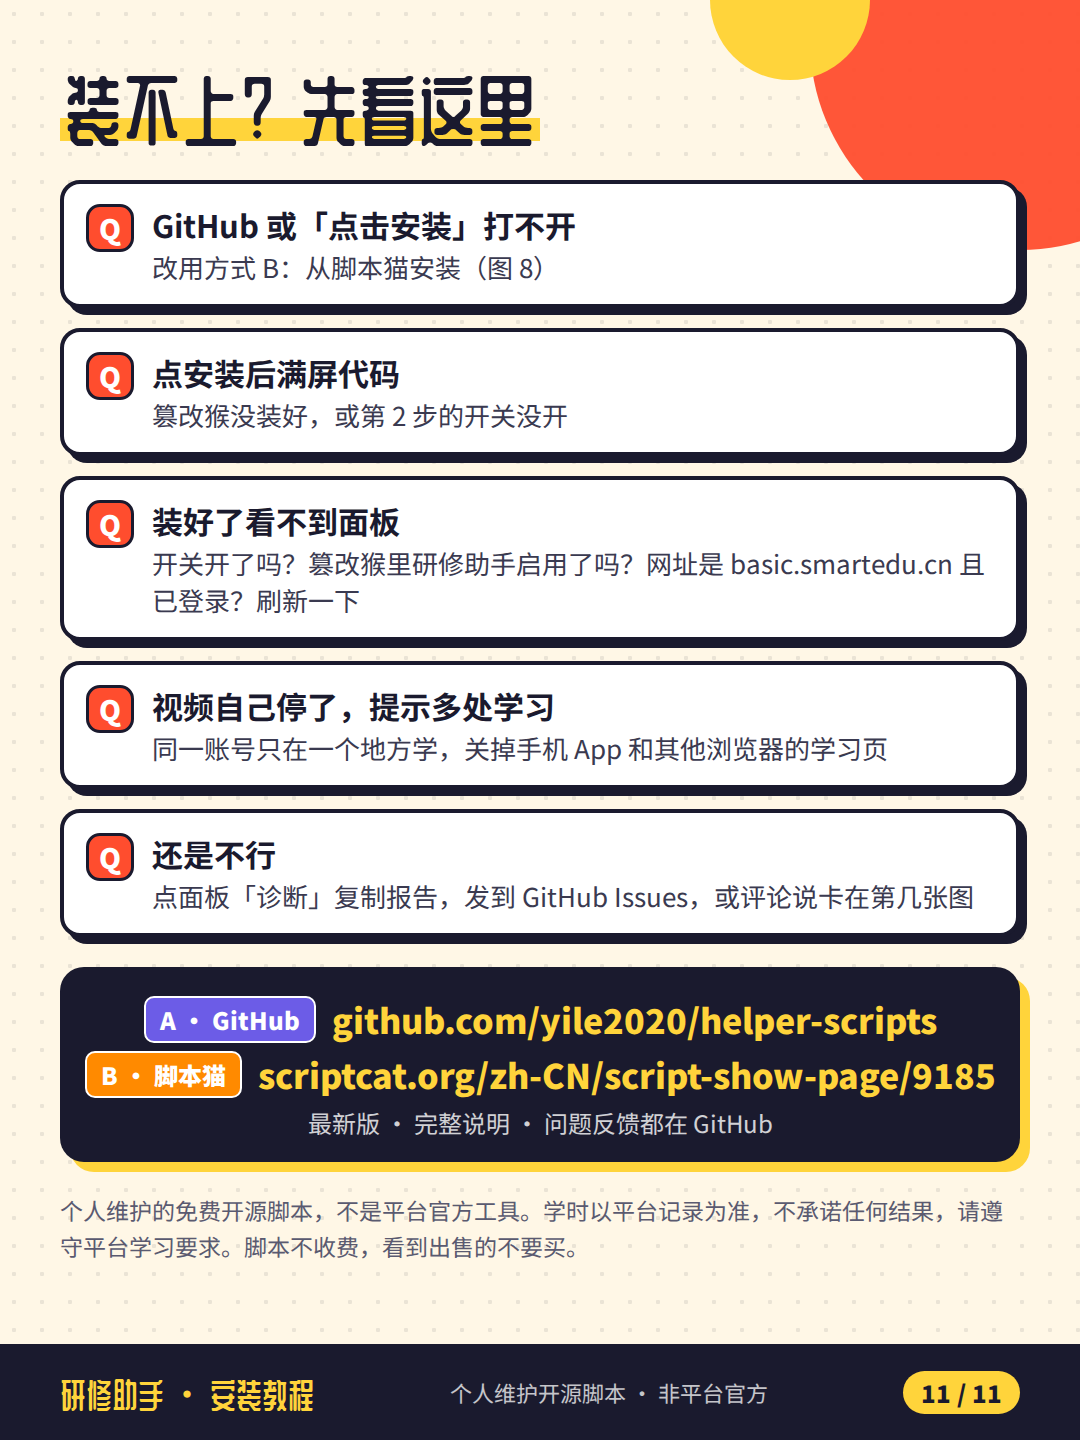 装不上？先看这里
Q
GitHub 或「点击安装」打不开
改用方式 B：从脚本猫安装（图 8）
Q
点安装后满屏代码
篡改猴没装好，或第 2 步的开关没开
Q
装好了看不到面板
开关开了吗？篡改猴里研修助手启用了吗？网址是 basic.smartedu.cn 且
已登录？刷新一下
Q
视频自己停了，提示多处学习
同一账号只在一个地方学，关掉手机 App 和其他浏览器的学习页
Q
还是不行
点面板「诊断」复制报告，发到 GitHub Issues，或评论说卡在第几张图
A · GitHub github.com/yile2020/helper-scripts
B · 脚本猫 scriptcat.org/zh-CN/script-show-page/9185
最新版 · 完整说明 · 问题反馈都在 GitHub
个人维护的免费开源脚本，不是平台官方工具。学时以平台记录为准，不承诺任何结果，请遵
守平台学习要求。脚本不收费，看到出售的不要买。
研修助手 · 安装教程
个人维护开源脚本 · 非平台官方
11 / 11